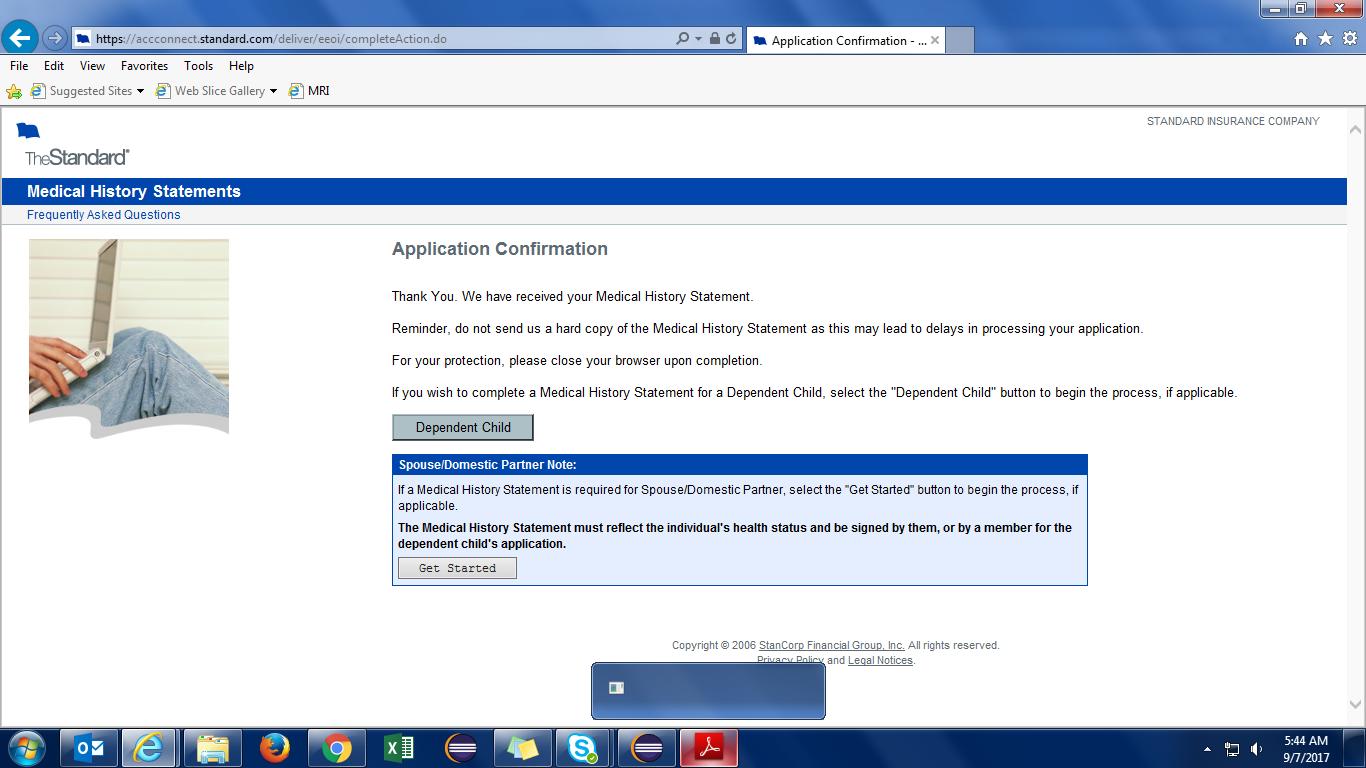 https://accconnect.standard.com/deliver/eeoi/completeAction.do
Application Confirmation - ...
File Edit View Favorites Tools Help
Suggested Sites Web Slice Gallery MRI
STANDARD INSURANCE COMPANY
TheStandard®
Medical History Statements
Frequently Asked Questions
Application Confirmation
Thank You. We have received your Medical History Statement.
Reminder, do not send us a hard copy of the Medical History Statement as this may lead to delays in processing your application.
For your protection, please close your browser upon completion.
If you wish to complete a Medical History Statement for a Dependent Child, select the "Dependent Child" button to begin the process, if applicable.
Dependent Child
Spouse/Domestic Partner Note:
If a Medical History Statement is required for Spouse/Domestic Partner, select the "Get Started" button to begin the process, if
applicable.
The Medical History Statement must reflect the individual's health status and be signed by them, or by a member for the
dependent child's application.
Get Started
Copyright © 2006 StanCorp Financial Group, Inc. All rights reserved.
Privacy Policy and Legal Notices.
5:44 AM
9/7/2017